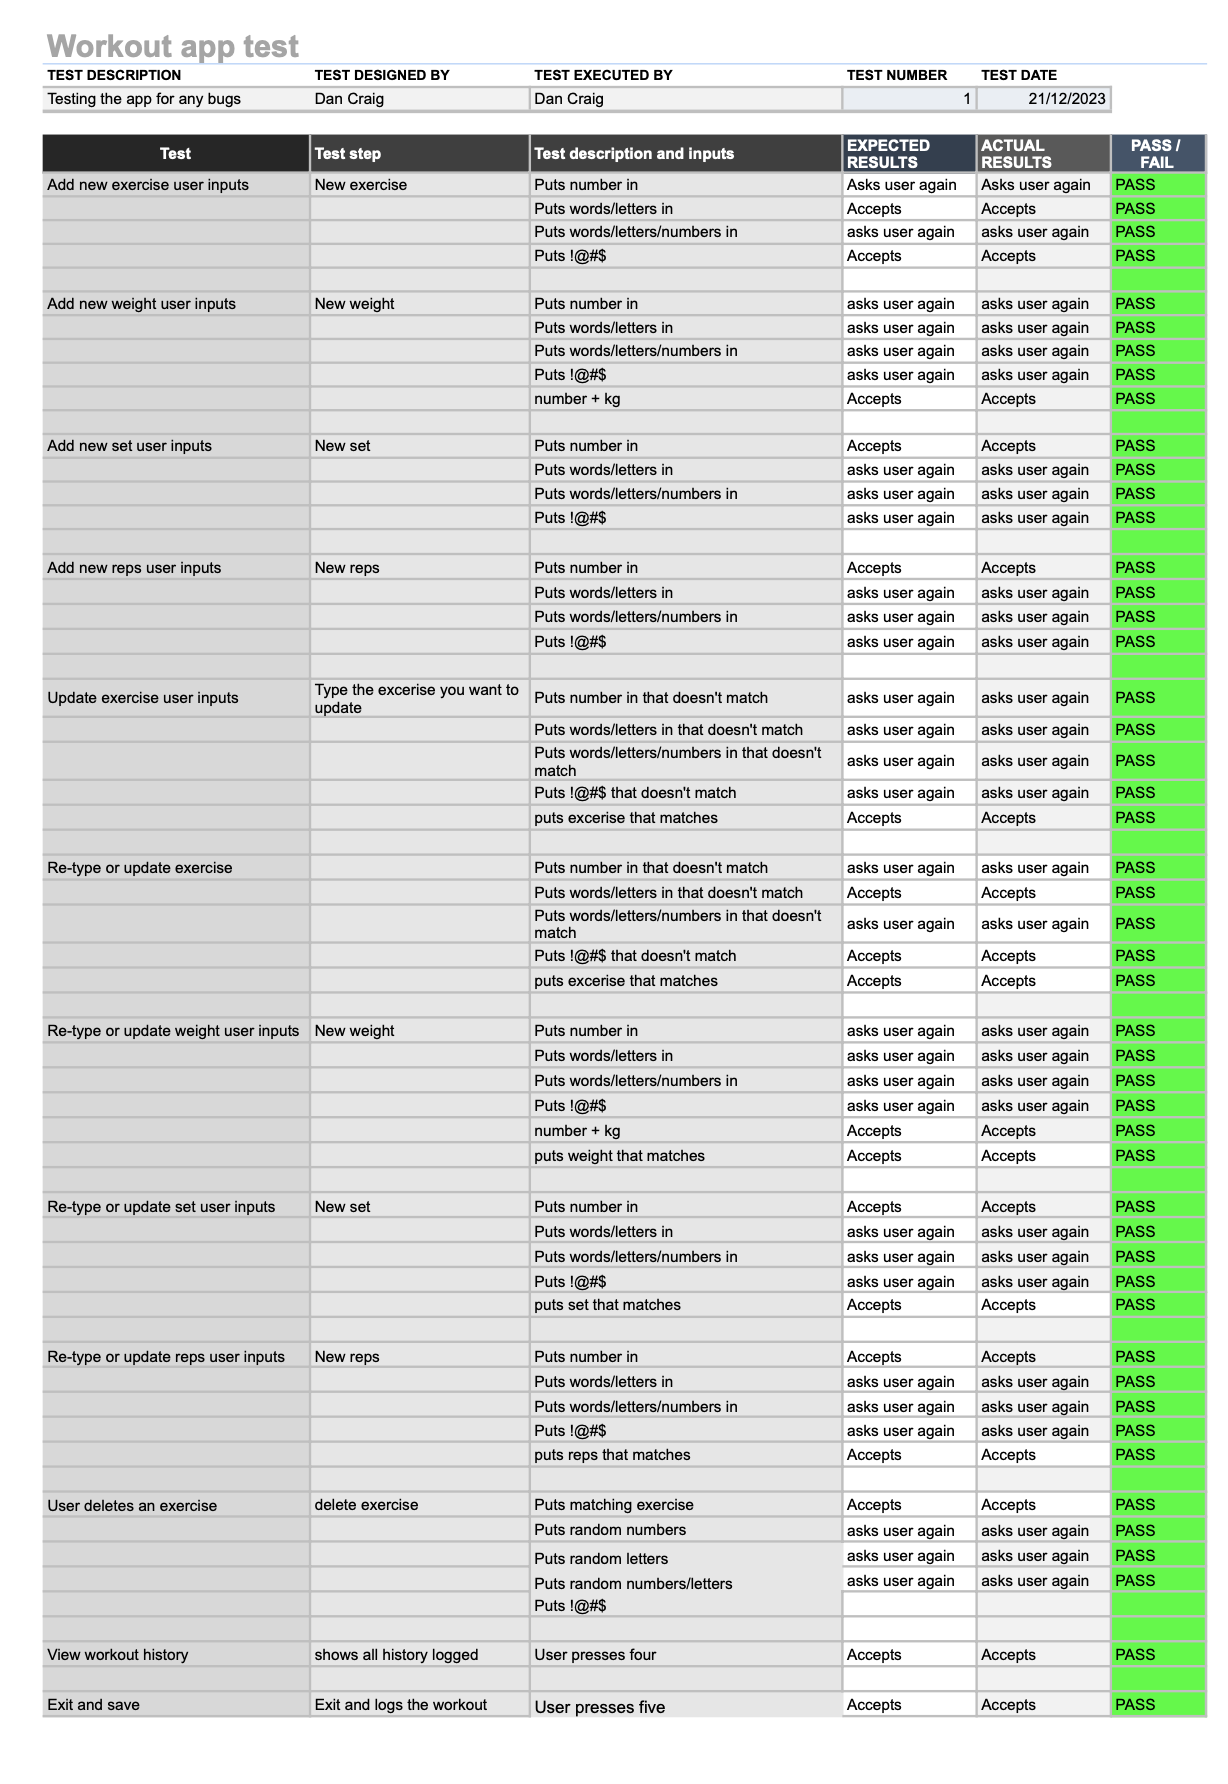 Workout app test
TEST DESCRIPTION TEST DESIGNED BY TEST EXECUTED BY TEST NUMBER TEST DATE
Testing the app for any bugs Dan Craig Dan Craig 1 21/12/2023
Test Test step Test description and inputs EXPECTED RESULTS ACTUAL RESULTS PASS / FAIL
Add new exercise user inputs New exercise Puts number in Asks user again Asks user again PASS
Puts words/letters in Accepts Accepts PASS
Puts words/letters/numbers in asks user again asks user again PASS
Puts !@#$ Accepts Accepts PASS
Add new weight user inputs New weight Puts number in asks user again asks user again PASS
Puts words/letters in asks user again asks user again PASS
Puts words/letters/numbers in asks user again asks user again PASS
Puts !@#$ asks user again asks user again PASS
number + kg Accepts Accepts PASS
Add new set user inputs New set Puts number in Accepts Accepts PASS
Puts words/letters in asks user again asks user again PASS
Puts words/letters/numbers in asks user again asks user again PASS
Puts !@#$ asks user again asks user again PASS
Add new reps user inputs New reps Puts number in Accepts Accepts PASS
Puts words/letters in asks user again asks user again PASS
Puts words/letters/numbers in asks user again asks user again PASS
Puts !@#$ asks user again asks user again PASS
Update exercise user inputs Type the excerise you want to update Puts number in that doesn't match asks user again asks user again PASS
Puts words/letters in that doesn't match asks user again asks user again PASS
Puts words/letters/numbers in that doesn't match asks user again asks user again PASS
Puts !@#$ that doesn't match asks user again asks user again PASS
puts excerise that matches Accepts Accepts PASS
Re-type or update exercise Puts number in that doesn't match asks user again asks user again PASS
Puts words/letters in that doesn't match Accepts Accepts PASS
Puts words/letters/numbers in that doesn't match asks user again asks user again PASS
Puts !@#$ that doesn't match Accepts Accepts PASS
puts excerise that matches Accepts Accepts PASS
Re-type or update weight user inputs New weight Puts number in asks user again asks user again PASS
Puts words/letters in asks user again asks user again PASS
Puts words/letters/numbers in asks user again asks user again PASS
Puts !@#$ asks user again asks user again PASS
number + kg Accepts Accepts PASS
puts weight that matches Accepts Accepts PASS
Re-type or update set user inputs New set Puts number in Accepts Accepts PASS
Puts words/letters in asks user again asks user again PASS
Puts words/letters/numbers in asks user again asks user again PASS
Puts !@#$ asks user again asks user again PASS
puts set that matches Accepts Accepts PASS
Re-type or update reps user inputs New reps Puts number in Accepts Accepts PASS
Puts words/letters in asks user again asks user again PASS
Puts words/letters/numbers in asks user again asks user again PASS
Puts !@#$ asks user again asks user again PASS
puts reps that matches Accepts Accepts PASS
User deletes an exercise delete exercise Puts matching exercise Accepts Accepts PASS
Puts random numbers asks user again asks user again PASS
Puts random letters asks user again asks user again PASS
Puts random numbers/letters asks user again asks user again PASS
Puts !@#$
View workout history shows all history logged User presses four Accepts Accepts PASS
Exit and save Exit and logs the workout User presses five Accepts Accepts PASS